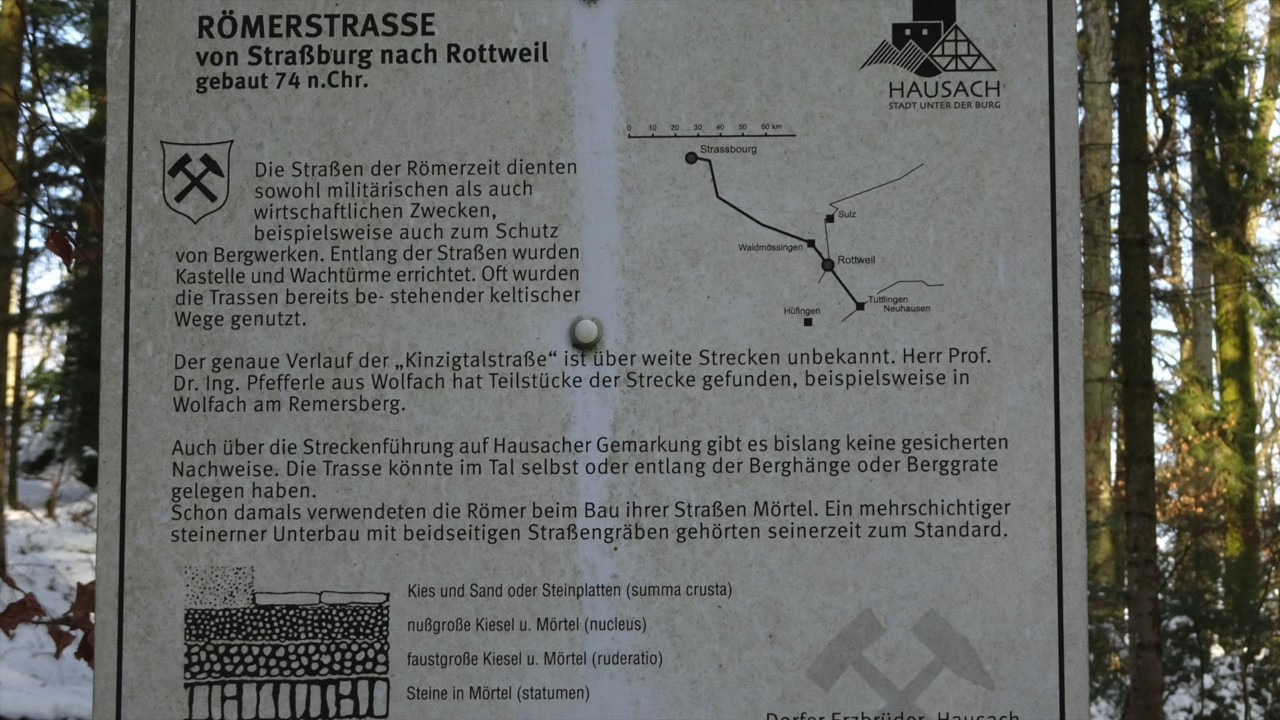 RÖMERSTRASSE
von Straßburg nach Rottweil
gebaut 74 n.Chr.
HAUSACH
STADT UNTER DER BURG
Die Straßen der Römerzeit dienten
sowohl militärischen als auch
wirtschaftlichen Zwecken,
beispielsweise auch zum Schutz
von Bergwerken. Entlang der Straßen wurden
Kastelle und Wachtürme errichtet. Oft wurden
die Trassen bereits be- stehender keltischer
Wege genutzt.
0 10 20 30 40 50 60 km
Strassbourg
Sulz
Waldmössingen
Rottweil
Tuttlingen
Neuhausen
Hüfingen
Der genaue Verlauf der „Kinzigtalstraße“ ist über weite Strecken unbekannt. Herr Prof.
Dr. Ing. Pfefferle aus Wolfach hat Teilstücke der Strecke gefunden, beispielsweise in
Wolfach am Remersberg.
Auch über die Streckenführung auf Hausacher Gemarkung gibt es bislang keine gesicherten
Nachweise. Die Trasse könnte im Tal selbst oder entlang der Berghänge oder Berggrate
gelegen haben.
Schon damals verwendeten die Römer beim Bau ihrer Straßen Mörtel. Ein mehrschichtiger
steinerner Unterbau mit beidseitigen Straßengräben gehörten seinerzeit zum Standard.
Kies und Sand oder Steinplatten (summa crusta)
nußgroße Kiesel u. Mörtel (nucleus)
faustgroße Kiesel u. Mörtel (ruderatio)
Steine in Mörtel (statumen)
Dorfer Erzbrüder, Hausach